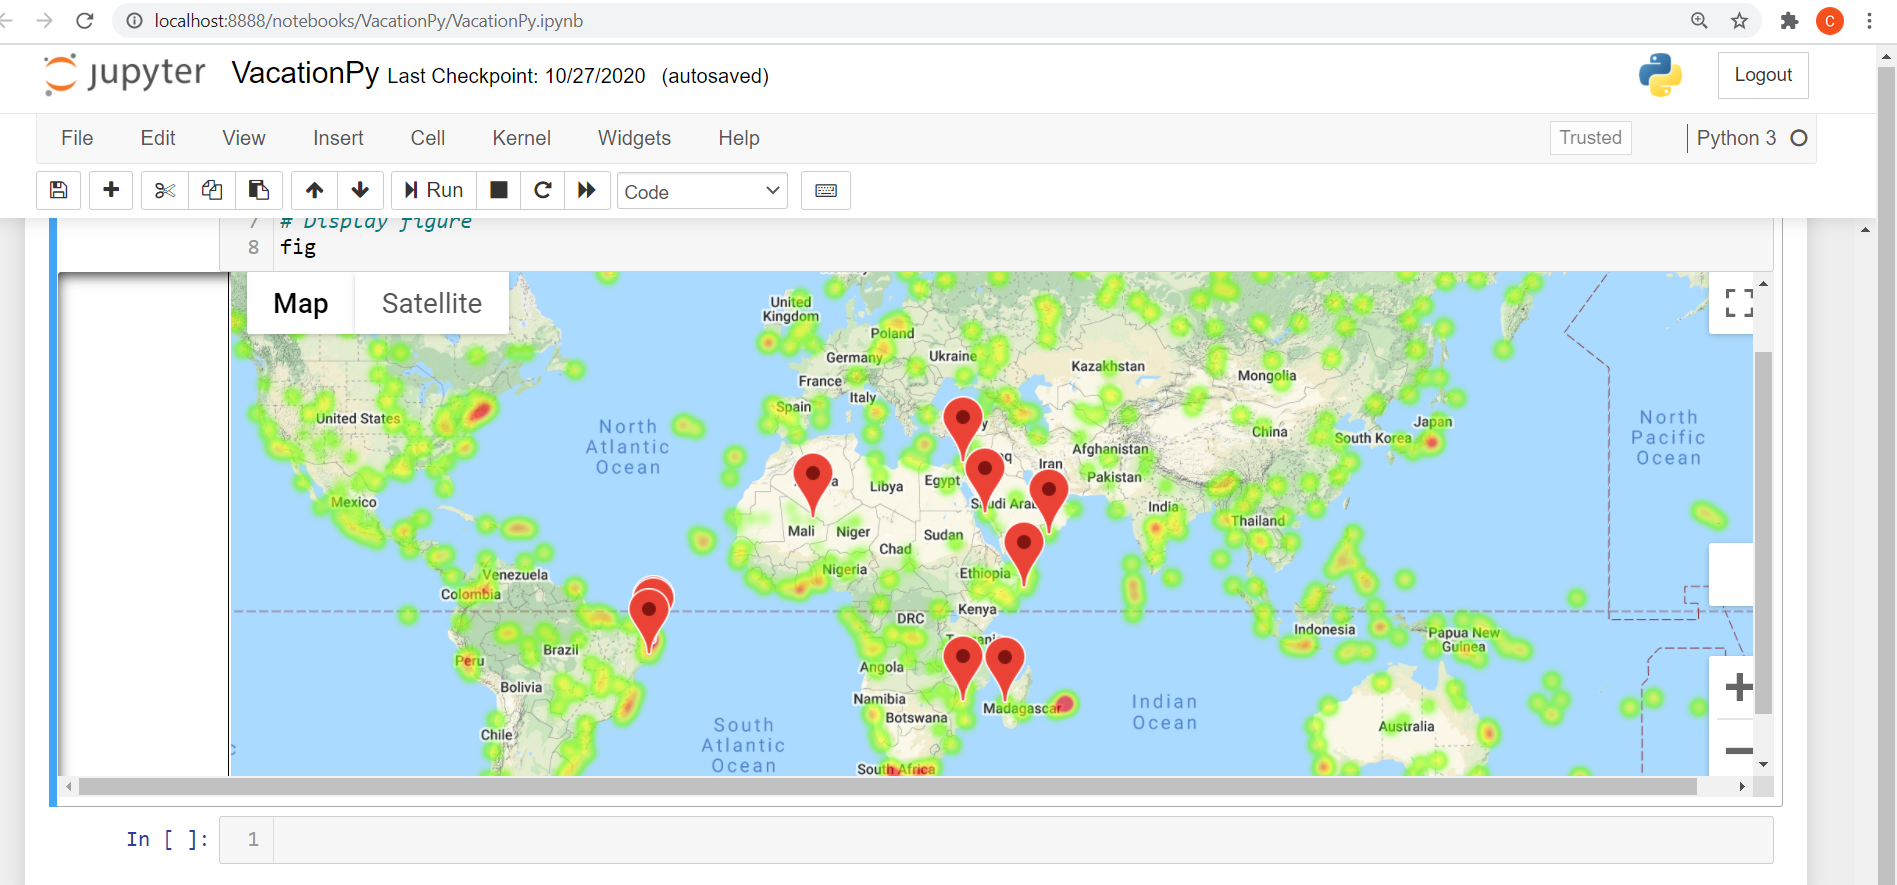 localhost:8888/notebooks/VacationPy/VacationPy.ipynb
C
jupyter VacationPy Last Checkpoint: 10/27/2020 (autosaved)
Logout
File Edit View Insert Cell Kernel Widgets Help
Trusted Python 3
Run Code
7 # Display figure
8 fig
Map Satellite
United
Kingdom
Poland
Germany
Ukraine
Kazakhstan
Mongolia
France
Italy
Spain
United States
North
Atlantic
Ocean
China
South Korea
Japan
North
Pacific
Ocean
Afghanistan
Iran
Pakistan
Libya
Egypt
Mexico
India
Thailand
Mali
Niger
Chad
Sudan
Nigeria
Ethiopia
Venezuela
Colombia
Kenya
DRC
Indonesia
Papua New
Guinea
Brazil
Peru
Bolivia
Angola
Namibia
Botswana
Madagascar
Indian
Ocean
Australia
Chile
South
Atlantic
Ocean
South Africa
In [ ]: 1